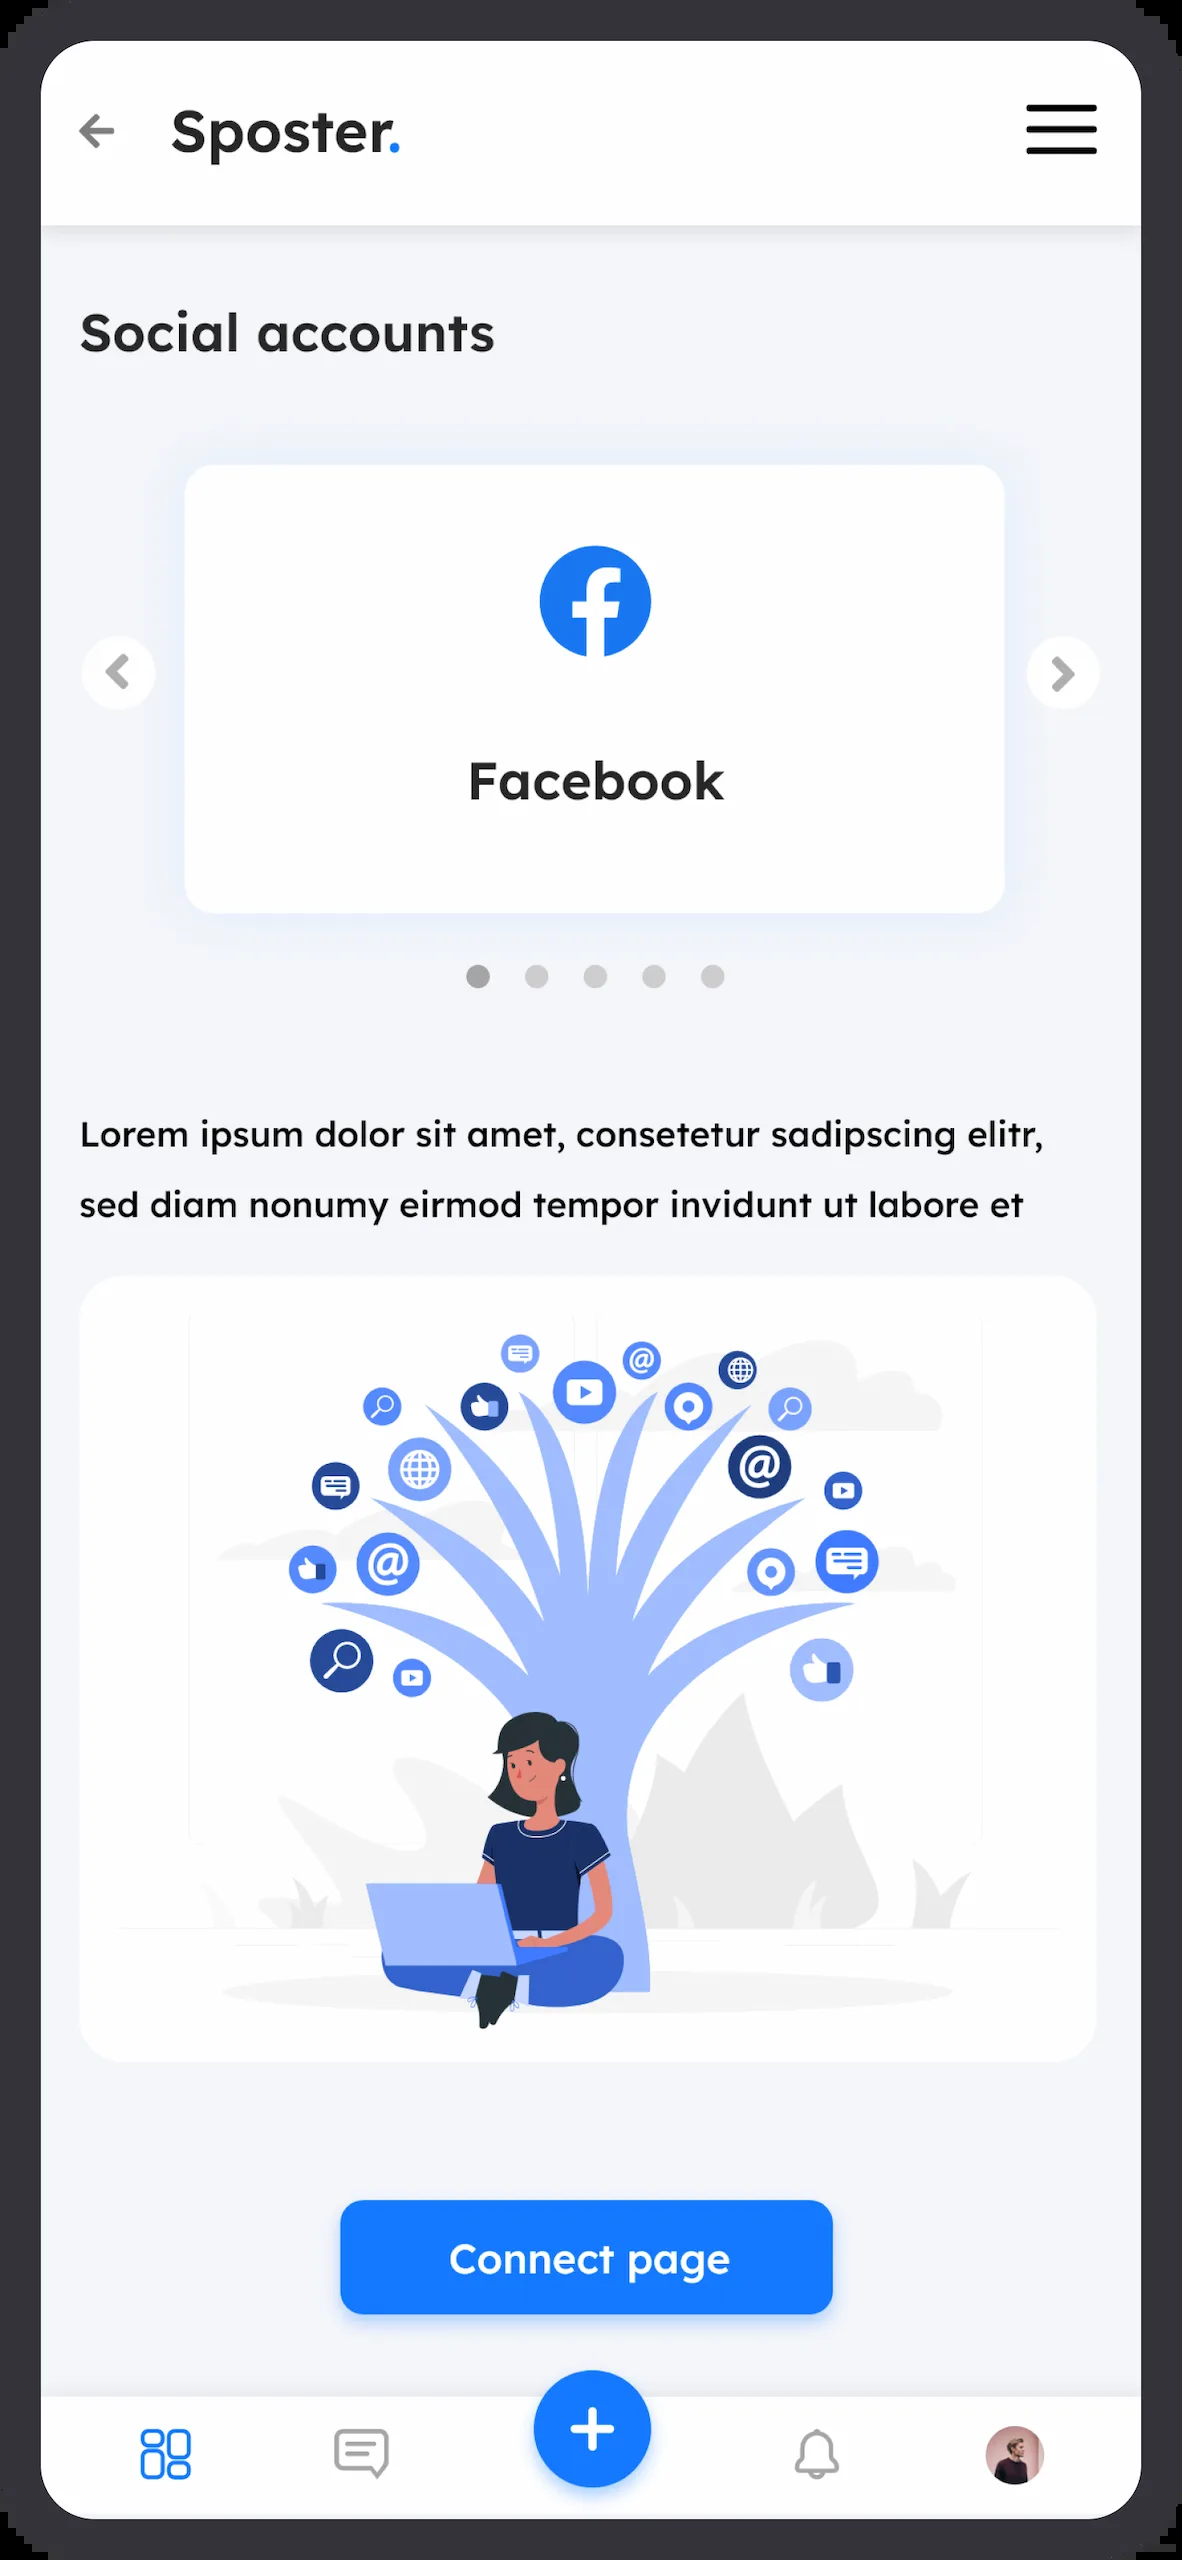 Sposter.
Social accounts
Facebook
Lorem ipsum dolor sit amet, consetetur sadipscing elitr,
sed diam nonumy eirmod tempor invidunt ut labore et
Connect page